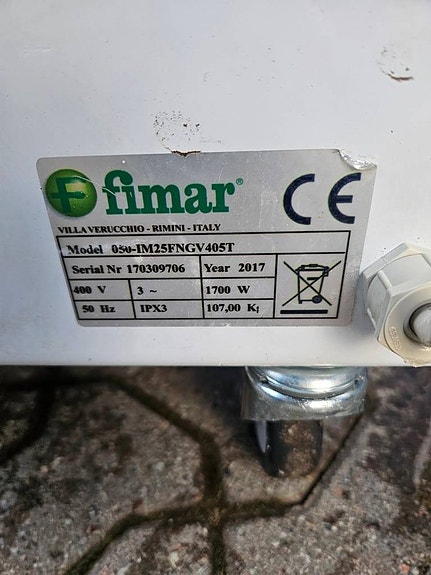 fimar®
CE
VILLA VERUCCHIO - RIMINI - ITALY
Model 050-IM25FNGV405T
Serial Nr 170309706 Year 2017
400 V 3 ~ 1700 W
50 Hz IPX3 107,00 Kg